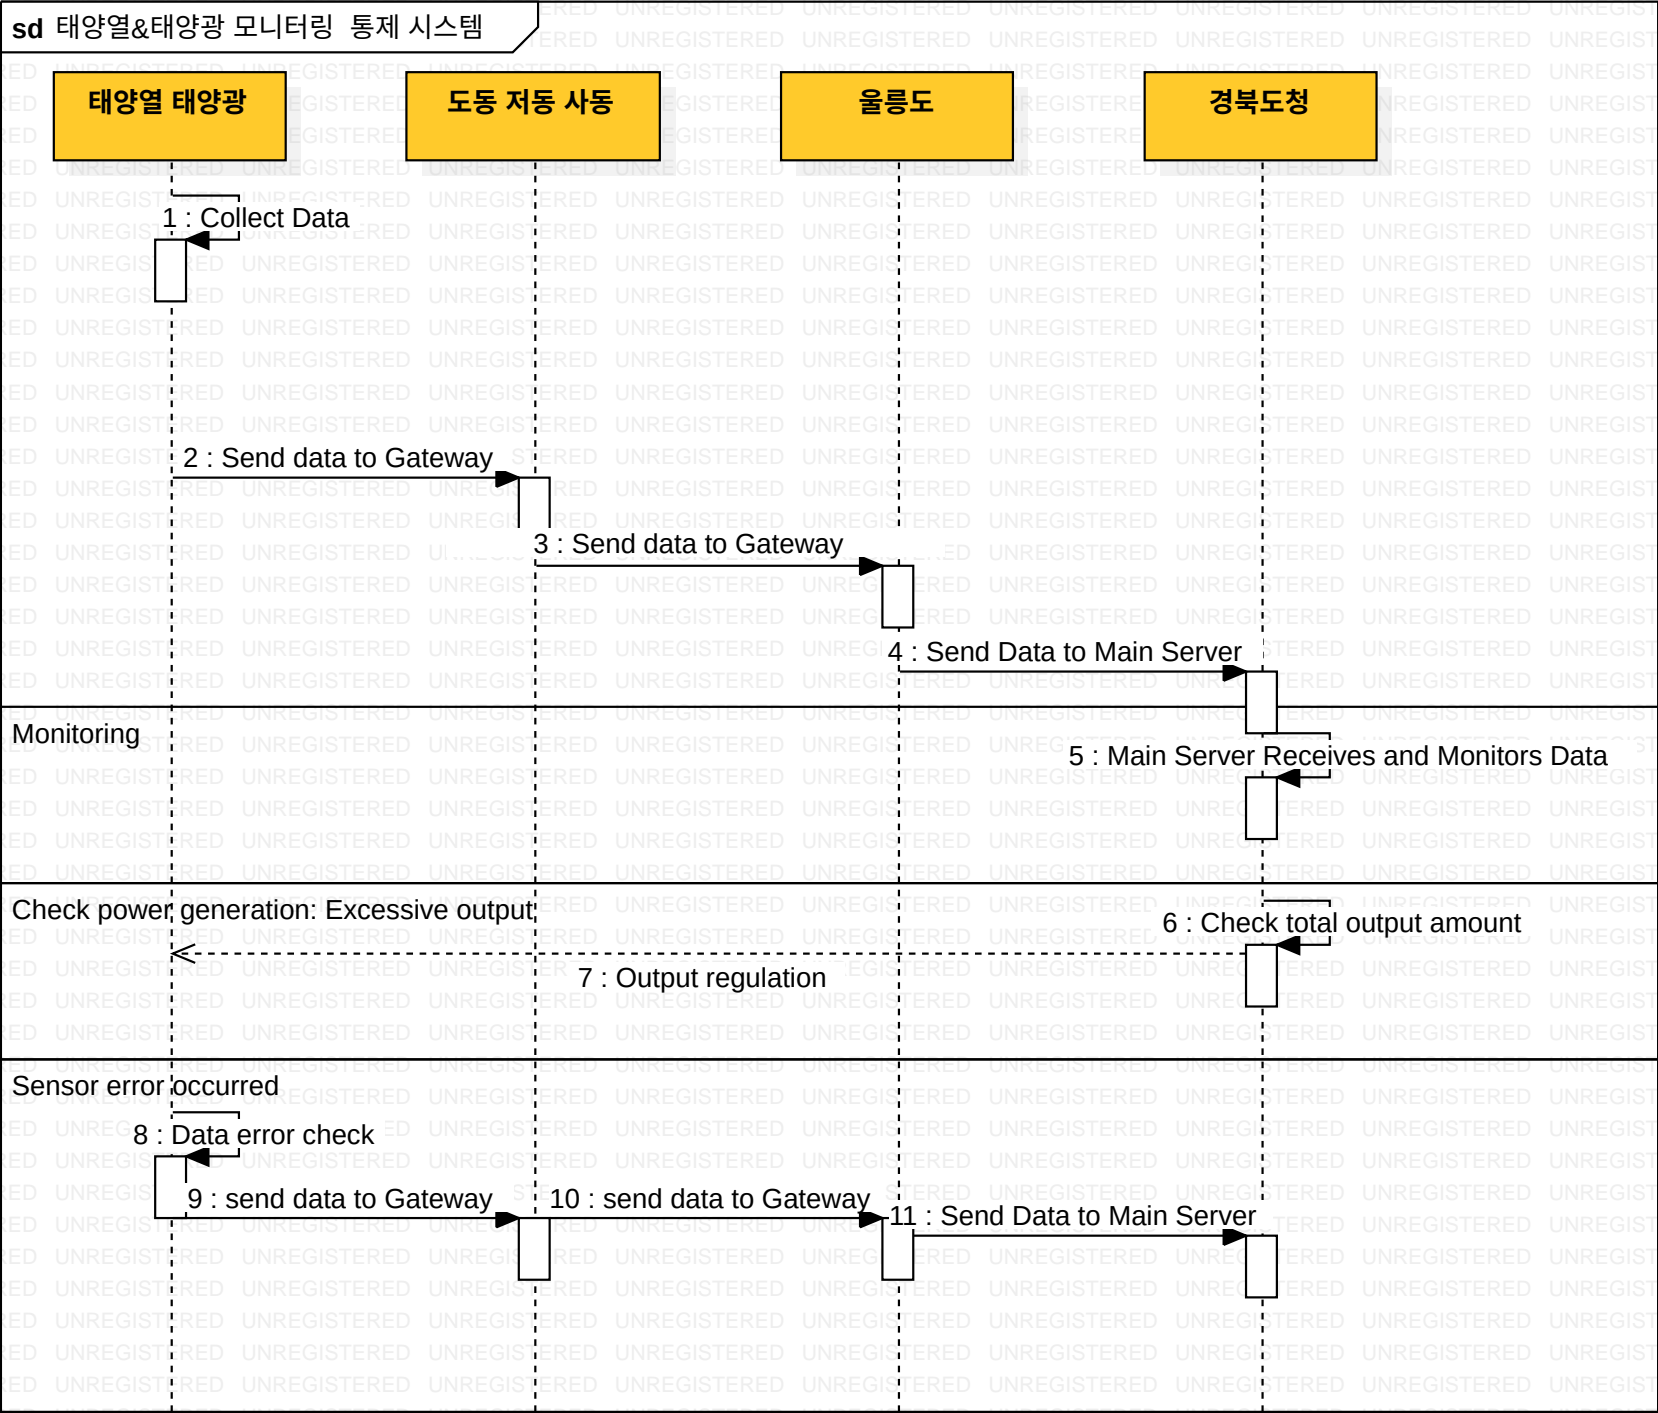 sd 태양열&태양광 모니터링 통제 시스템
태양열 태양광
도동 저동 사동
울릉도
경북도청
1 : Collect Data
2 : Send data to Gateway
3 : Send data to Gateway
4 : Send Data to Main Server
Monitoring
5 : Main Server Receives and Monitors Data
Check power generation: Excessive output
6 : Check total output amount
7 : Output regulation
Sensor error occurred
8 : Data error check
9 : send data to Gateway
10 : send data to Gateway
11 : Send Data to Main Server
UNREGISTERED